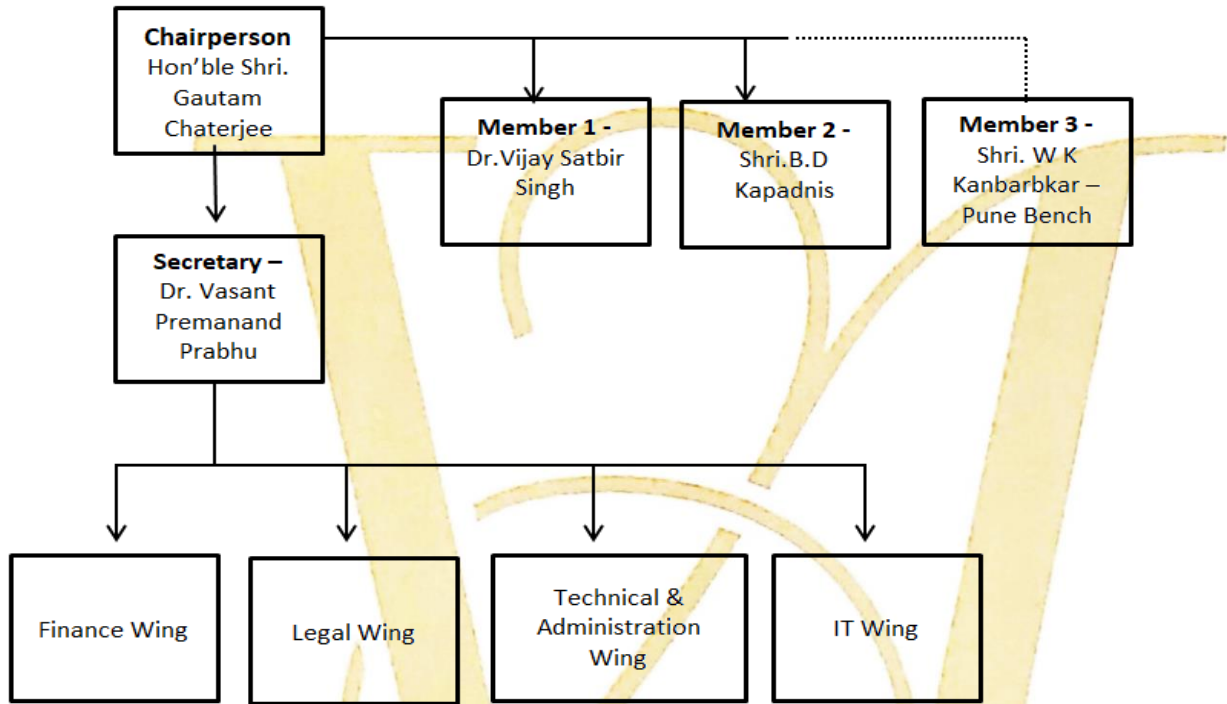 Chairperson
Hon’ble Shri.
Gautam
Chaterjee
Member 1 -
Dr.Vijay Satbir
Singh
Member 2 -
Shri.B.D
Kapadnis
Member 3 -
Shri. W K
Kanbarbkar –
Pune Bench
Secretary –
Dr. Vasant
Premanand
Prabhu
Finance Wing
Legal Wing
Technical &
Administration
Wing
IT Wing